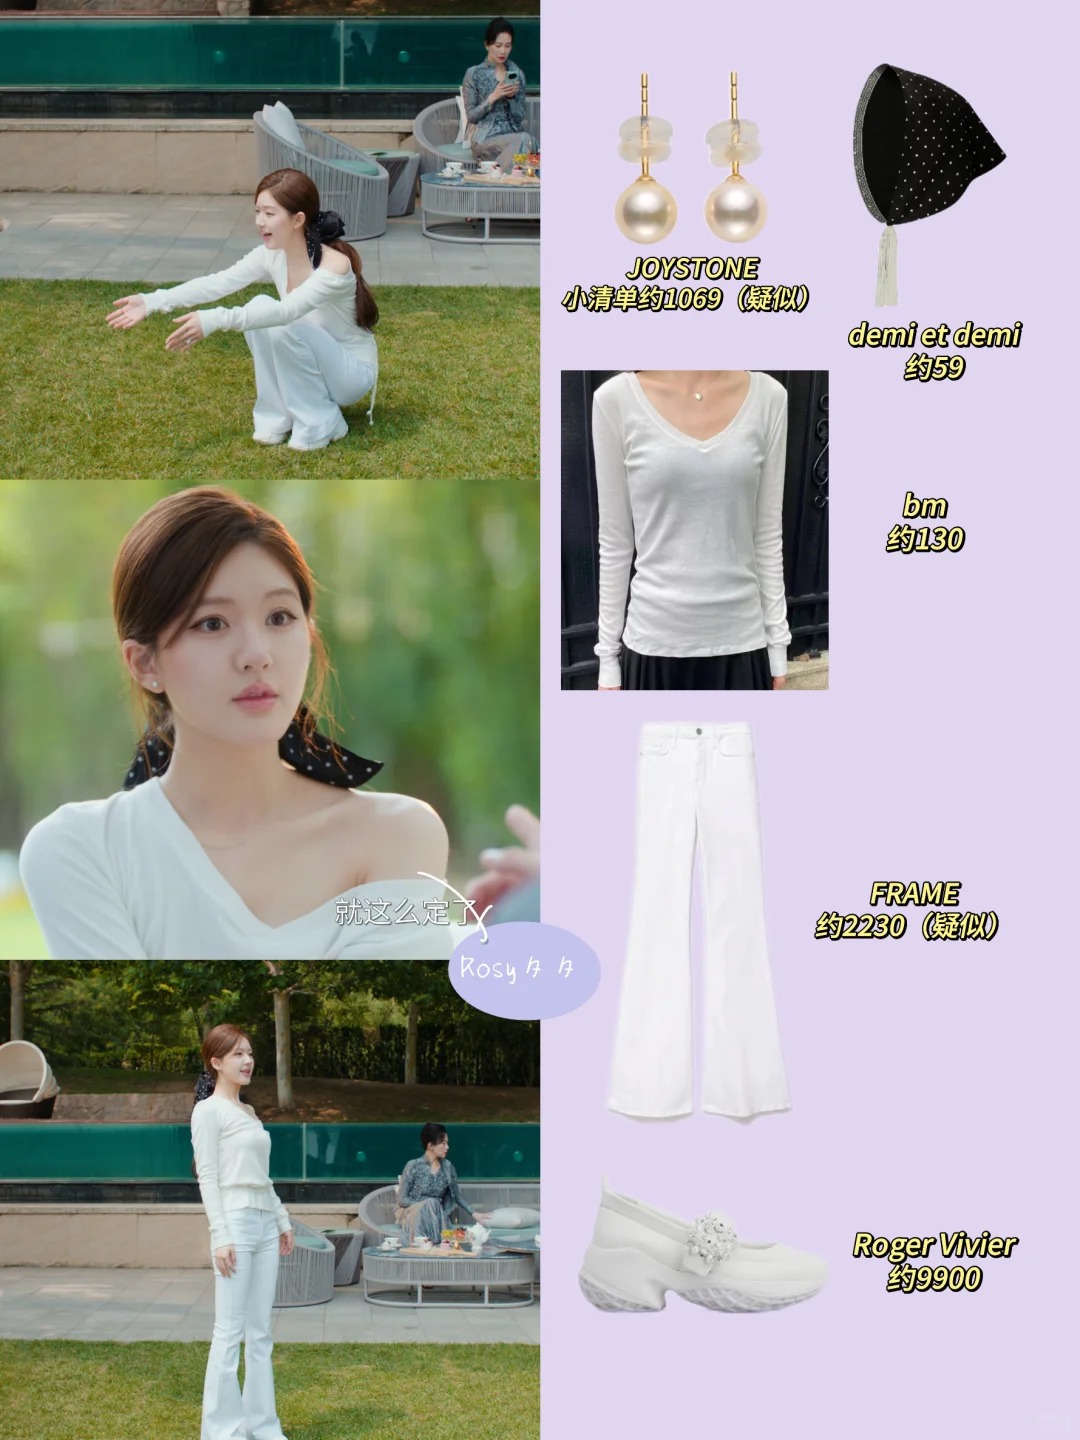 JOYSTONE
小清单约1069（疑似）
demi et demi
约59
bm
约130
就这么定了
Rosy夕夕
FRAME
约2230（疑似）
Roger Vivier
约9900